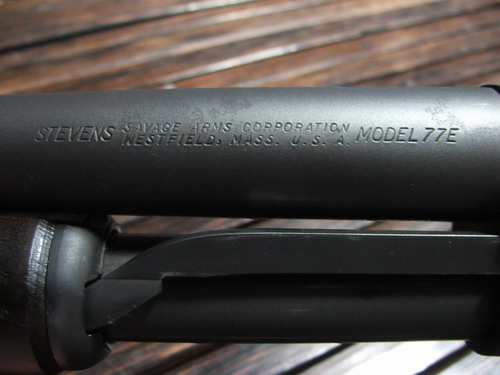 STEVENS SAVAGE ARMS CORPORATION MODEL 77E
WESTFIELD, MASS. U.S.A.